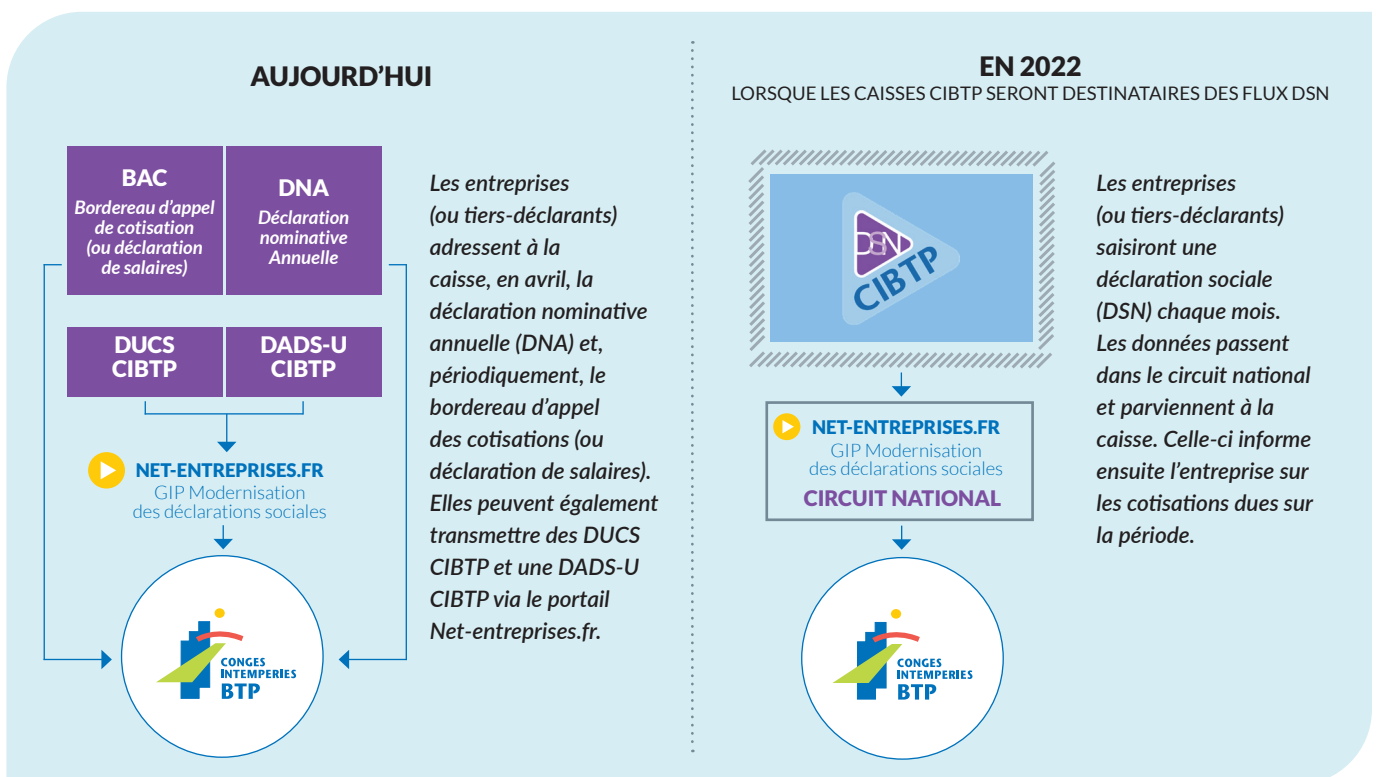 AUJOURD'HUI
BAC
Bordereau d'appel
de cotisation
(ou déclaration
de salaires)
DNA
Déclaration
nominative
Annuelle
DUCS
CIBTP
DADS-U
CIBTP
NET-ENTREPRISES.FR
GIP Modernisation
des déclarations sociales
CONGES
INTEMPERIES
BTP
Les entreprises
(ou tiers-déclarants)
adressent à la
caisse, en avril, la
déclaration nominative
annuelle (DNA) et,
périodiquement, le
bordereau d'appel
des cotisations (ou
déclaration de salaires).
Elles peuvent également
transmettre des DUCS
CIBTP et une DADS-U
CIBTP via le portail
Net-entreprises.fr.
EN 2022
LORSQUE LES CAISSES CIBTP SERONT DESTINATAIRES DES FLUX DSN
DSN
CIBTP
NET-ENTREPRISES.FR
GIP Modernisation
des déclarations sociales
CIRCUIT NATIONAL
CONGES
INTEMPERIES
BTP
Les entreprises
(ou tiers-déclarants)
saisiront une
déclaration sociale
(DSN) chaque mois.
Les données passent
dans le circuit national
et parviennent à la
caisse. Celle-ci informe
ensuite l'entreprise sur
les cotisations dues sur
la période.